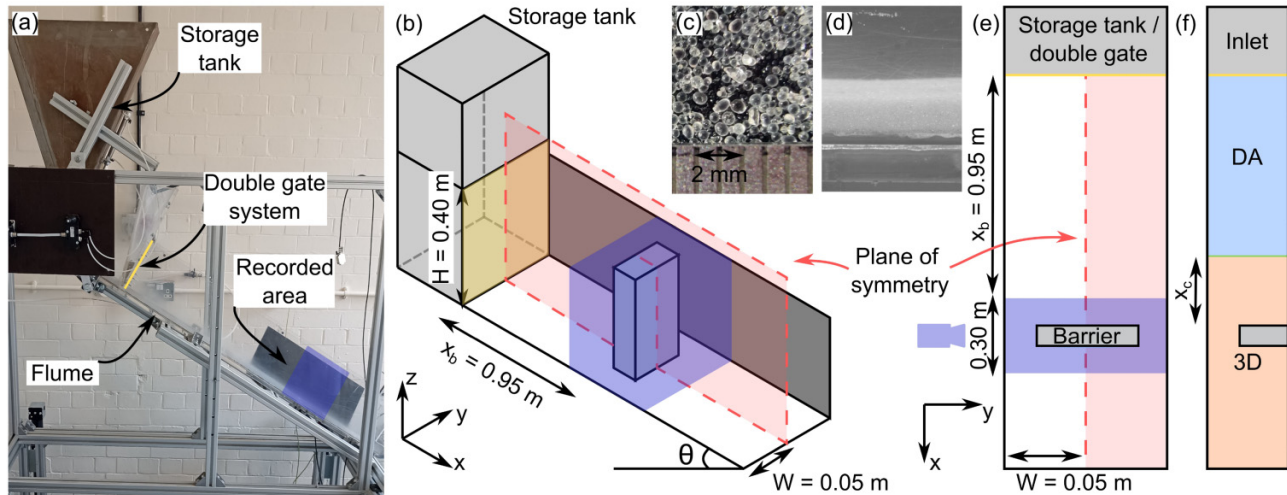 (a)
Storage
tank
Double gate
system
Recorded
area
Flume
(b)
Storage tank
H = 0.40 m
x_b = 0.95 m
z
y
x
θ
W = 0.05 m
(c)
2 mm
(d)
Plane of
symmetry
(e)
Storage tank /
double gate
x_b = 0.95 m
0.30 m
Barrier
y
x
W = 0.05 m
(f)
Inlet
DA
x_c
3D